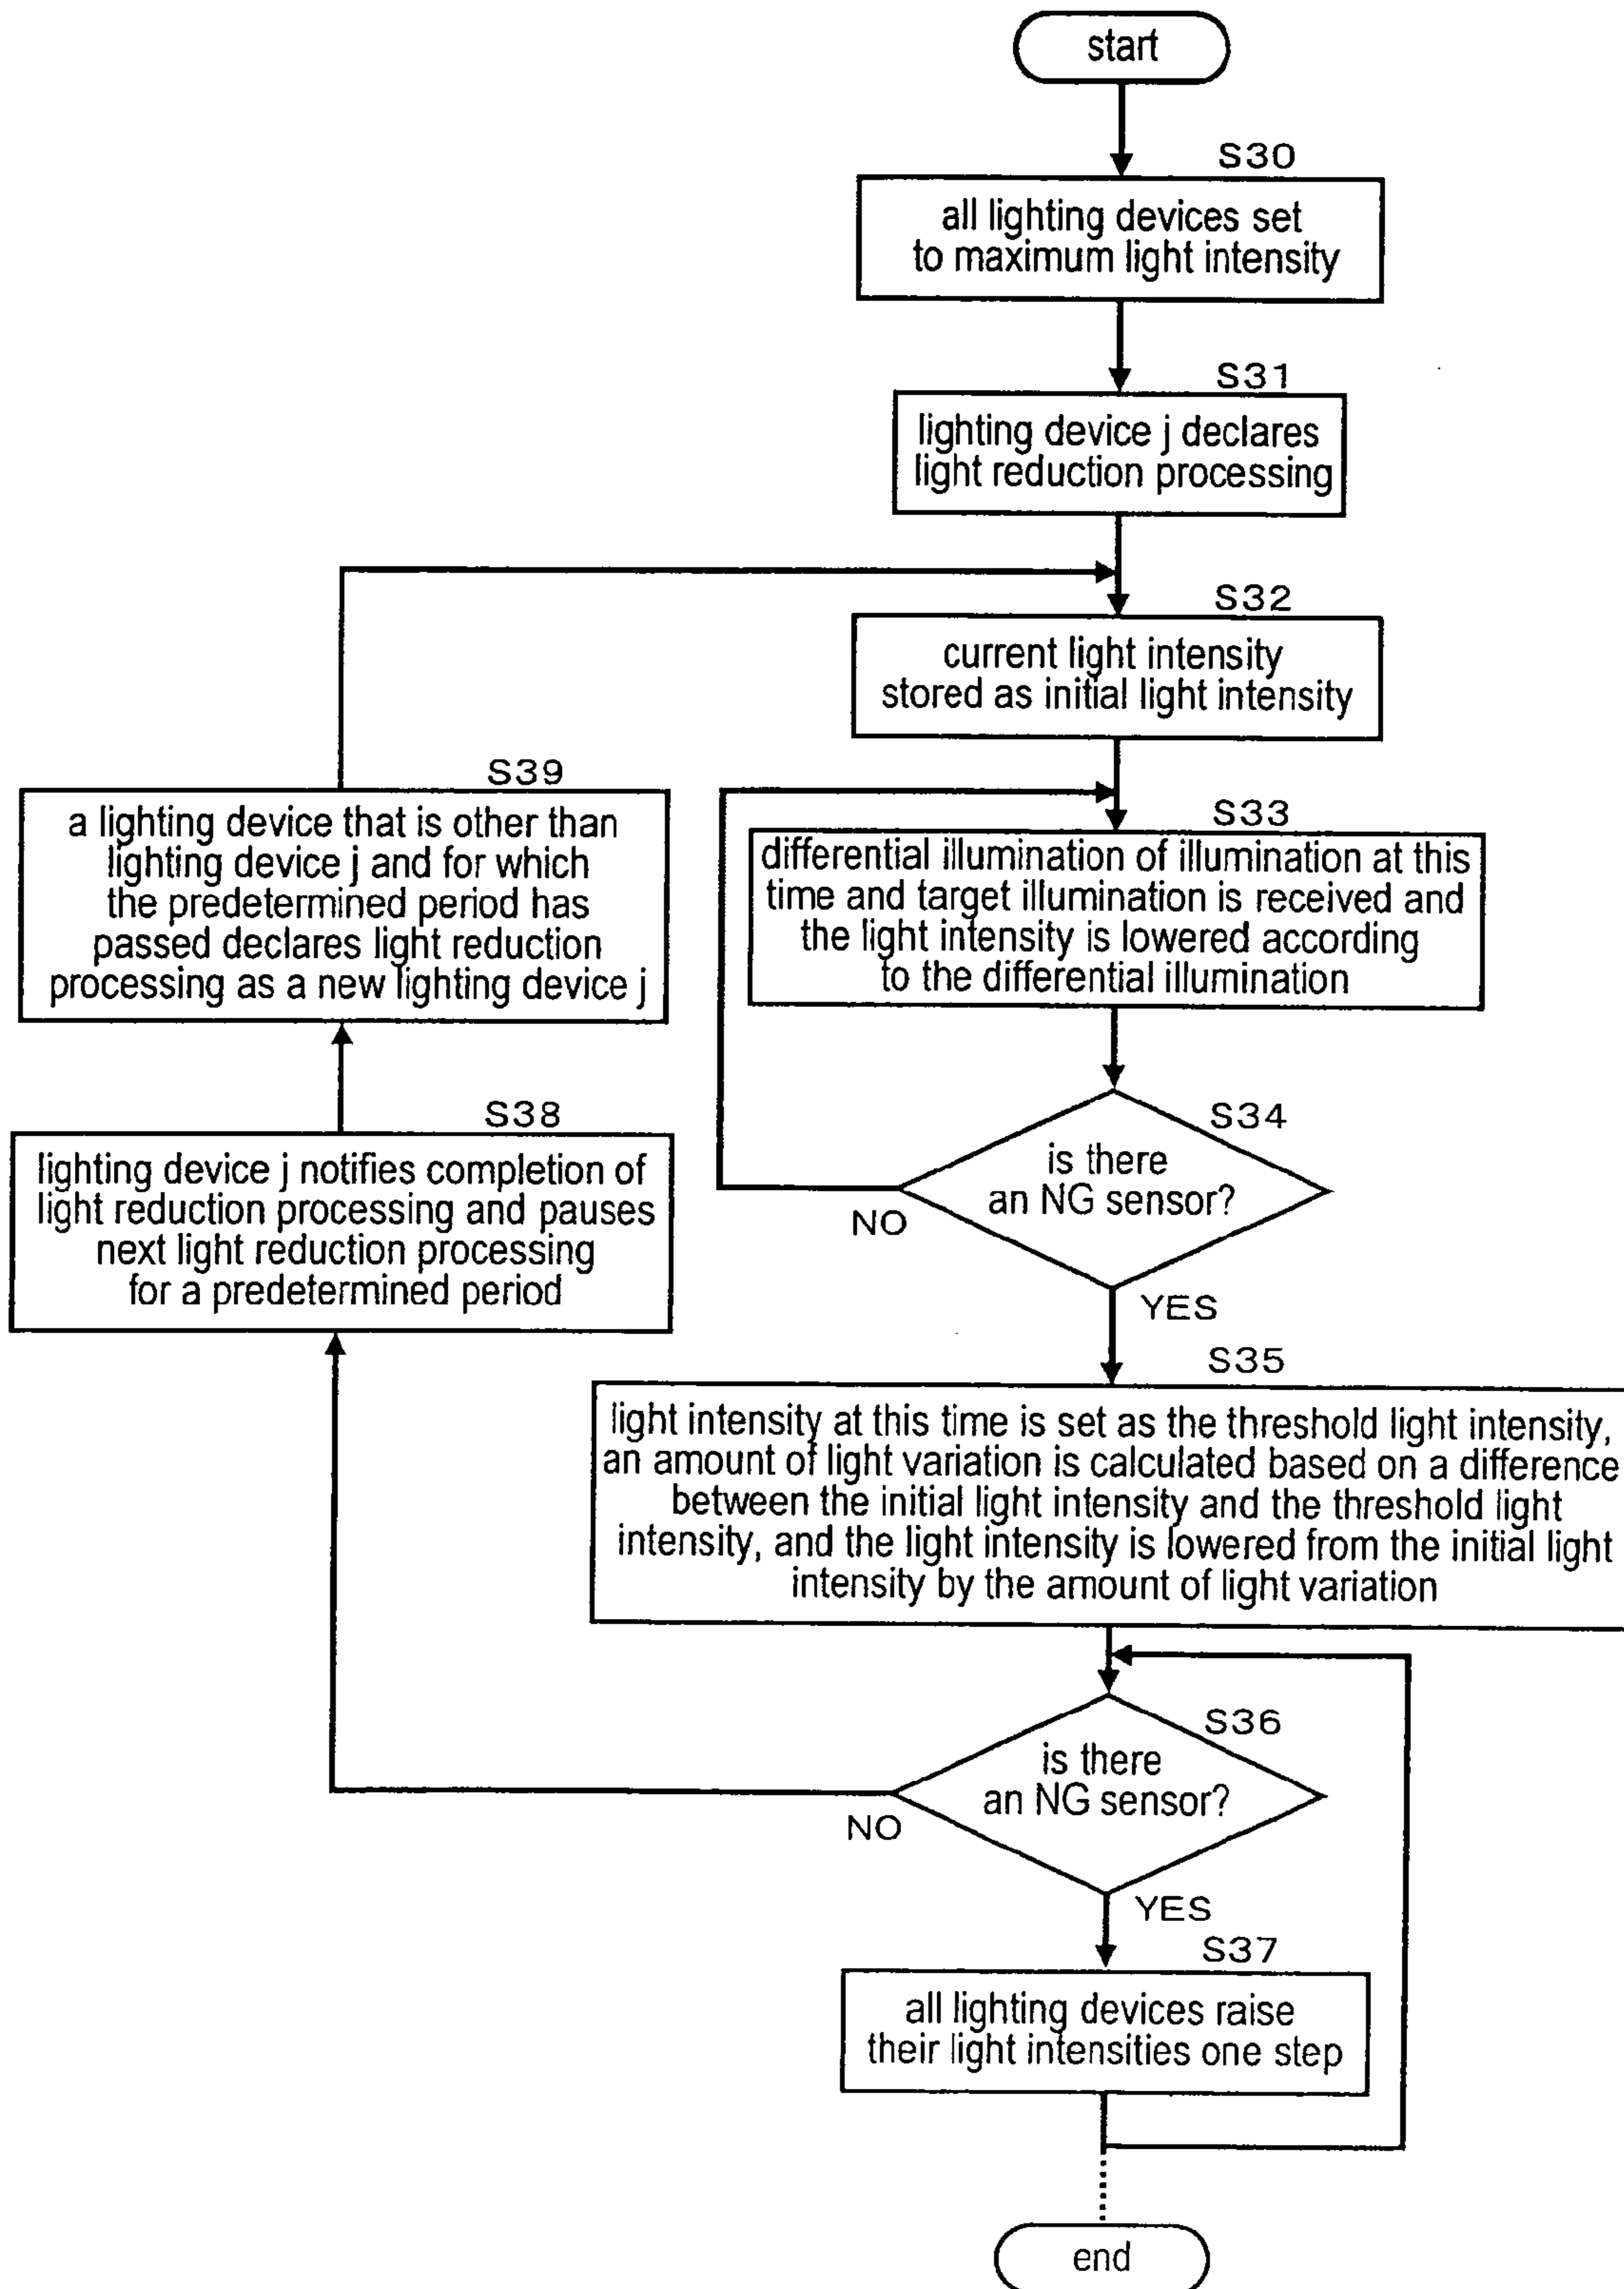 start
S30
all lighting devices set
to maximum light intensity
S31
lighting device j declares
light reduction processing
S32
current light intensity
stored as initial light intensity
S33
differential illumination of illumination at this
time and target illumination is received and
the light intensity is lowered according
to the differential illumination
S34
is there
an NG sensor?
NO
YES
S35
light intensity at this time is set as the threshold light intensity,
an amount of light variation is calculated based on a difference
between the initial light intensity and the threshold light
intensity, and the light intensity is lowered from the initial light
intensity by the amount of light variation
S36
is there
an NG sensor?
NO
YES
S37
all lighting devices raise
their light intensities one step
S38
lighting device j notifies completion of
light reduction processing and pauses
next light reduction processing
for a predetermined period
S39
a lighting device that is other than
lighting device j and for which
the predetermined period has
passed declares light reduction
processing as a new lighting device j
end